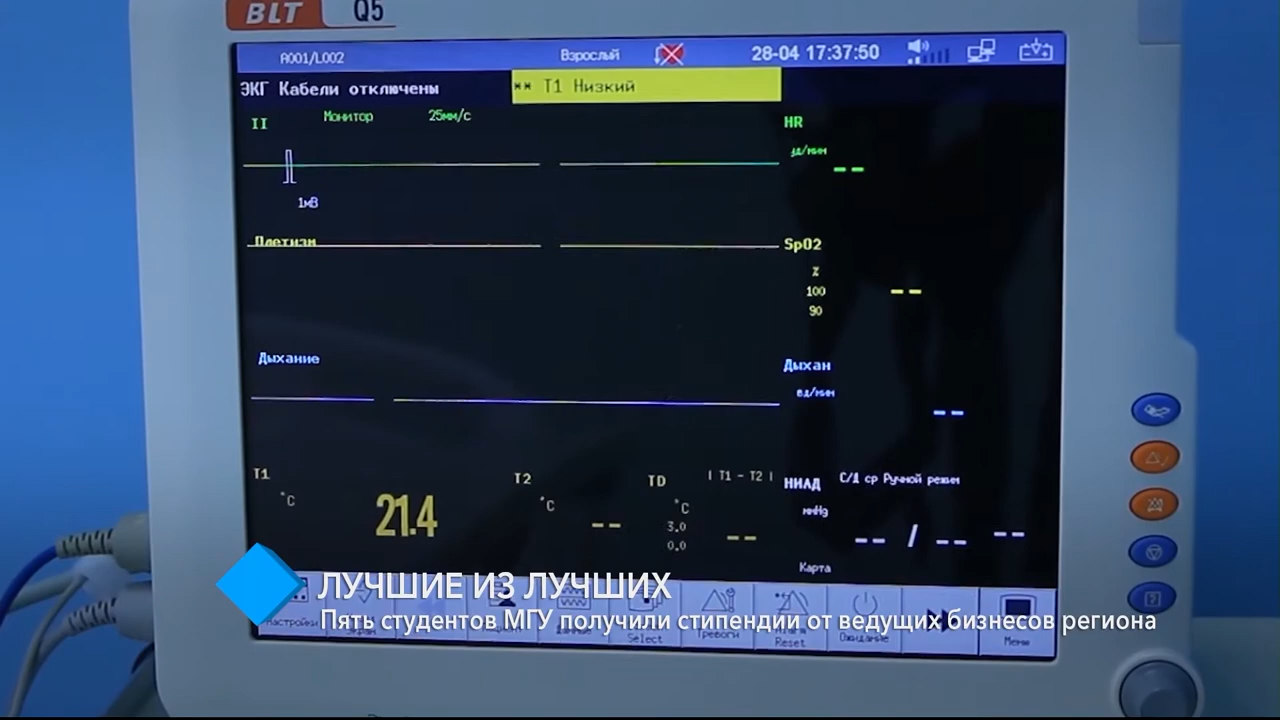 BLT Q5
A001/L002 Взрослый 28-04 17:37:50
ЭКГ Кабели отключены ** T1 Низкий
II Монитор 25мм/с HR
уд/мин
-- 
1мВ
Плетизм SpO2
%
100 --
90
Дыхание Дыхан
вд/мин
--
T1 T2 TD | T1 - T2 | НИАД С/Д ср Ручной режим
°C 21.4 °C -- °C 3.0 0.0 -- mmHg
-- / -- --
Карта
ЛУЧШИЕ ИЗ ЛУЧШИХ
Пять студентов МГУ получили стипендии от ведущих бизнесов региона
Настройки Экран Данные Select Тревоги Alarm Reset Ожидание Меню